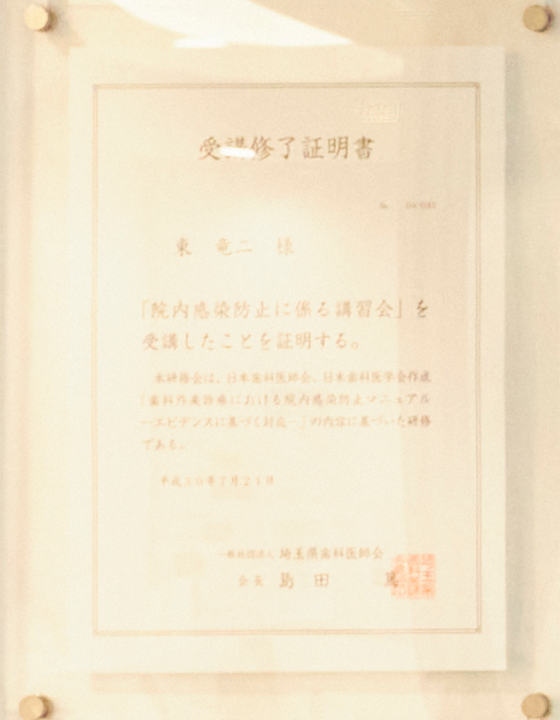 受講修了証明書
東 竜二 様
「院内感染防止に係る講習会」を
受講したことを証明する。
本研修会は、日本歯科医師会、日本歯科医学会作成
「歯科外来診療における院内感染防止マニュアル
－エビデンスに基づく対応－」の内容に基づいた研修
である。
平成30年7月21日
一般社団法人 埼玉県歯科医師会
会長 島田 篤